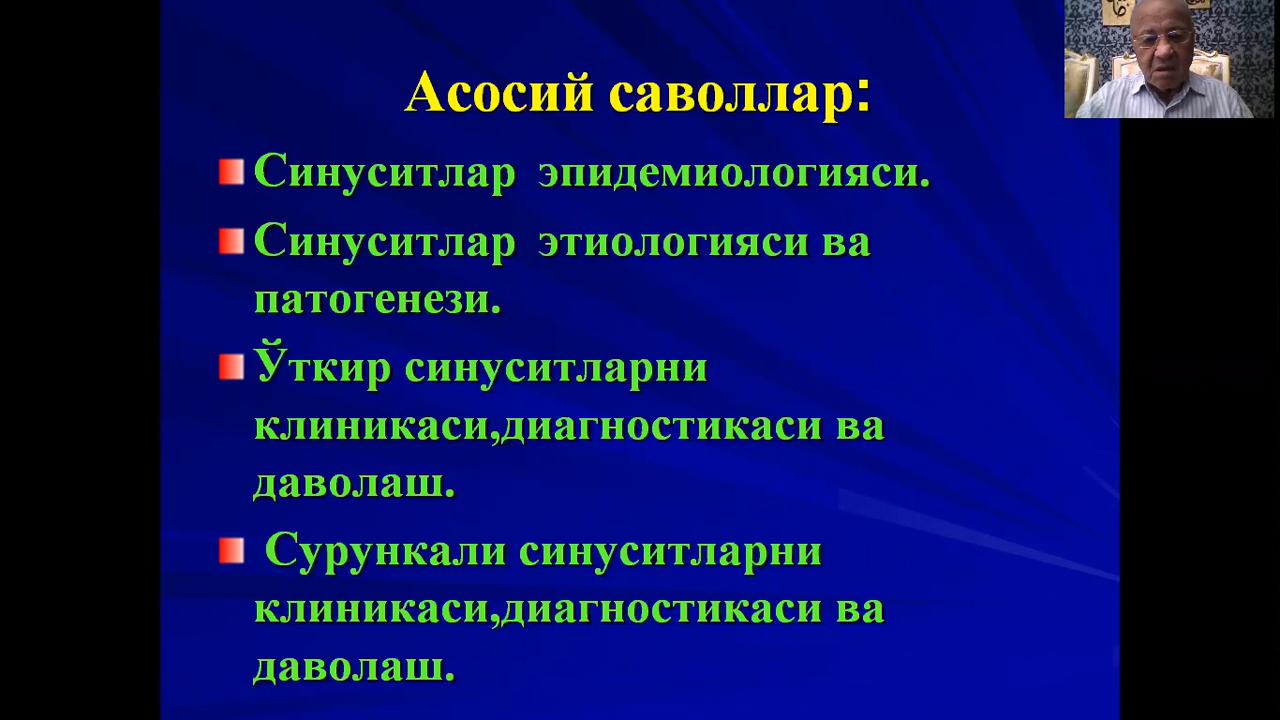 Асосий саволлар:
Синуситлар эпидемиологияси.
Синуситлар этиологияси ва
патогенези.
Ўткир синуситларни
клиникаси,диагностикаси ва
даволаш.
Сурункали синуситларни
клиникаси,диагностикаси ва
даволаш.